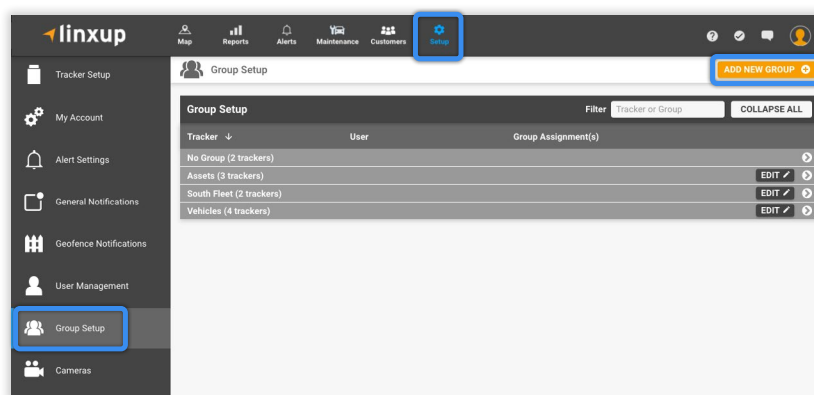 linxup
Map Reports Alerts Maintenance Customers Setup
Tracker Setup
My Account
Alert Settings
General Notifications
Geofence Notifications
User Management
Group Setup
Cameras
Group Setup
ADD NEW GROUP
Group Setup Filter Tracker or Group COLLAPSE ALL
Tracker User Group Assignment(s)
No Group (2 trackers)
Assets (3 trackers) EDIT
South Fleet (2 trackers) EDIT
Vehicles (4 trackers) EDIT